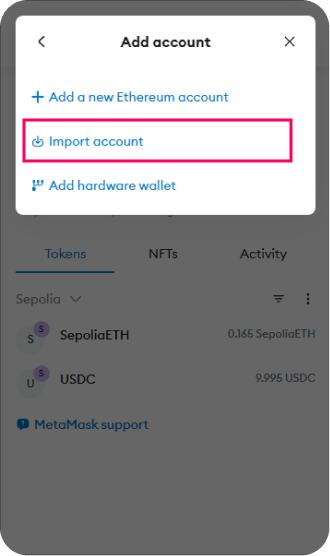 Add account
Add a new Ethereum account
Import account
Add hardware wallet
Tokens NFTs Activity
Sepolia
S S SepoliaETH 0.165 SepoliaETH
U S USDC 9.995 USDC
MetaMask support